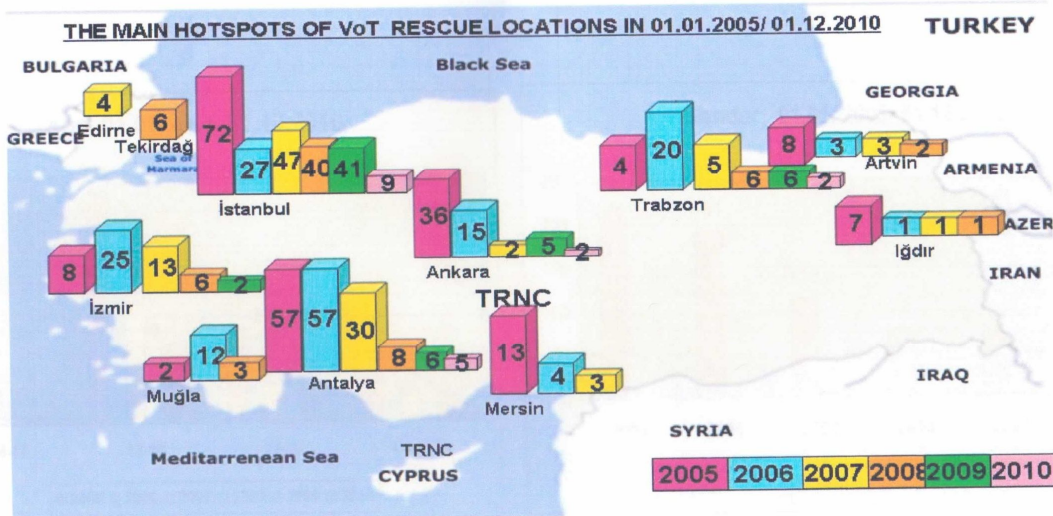 THE MAIN HOTSPOTS OF VoT RESCUE LOCATIONS IN 01.01.2005/ 01.12.2010
TURKEY
BULGARIA
Black Sea
GEORGIA
GREECE
4
Edirne
6
Tekirdağ
Sea of
Marmara
72 27 47 40 41 9
İstanbul
36 15 2 5 2
Ankara
4 20 5 6 6 2
Trabzon
8 3 3 2
Artvin
ARMENIA
7 1 1 1
Iğdır
AZER
IRAN
8 25 13 6 2
İzmir
57 57 30 8 6 5
Antalya
2 12 3
Muğla
TRNC
13 4 3
Mersin
IRAQ
SYRIA
Meditarrenean Sea
TRNC
CYPRUS
2005 2006 2007 2008 2009 2010